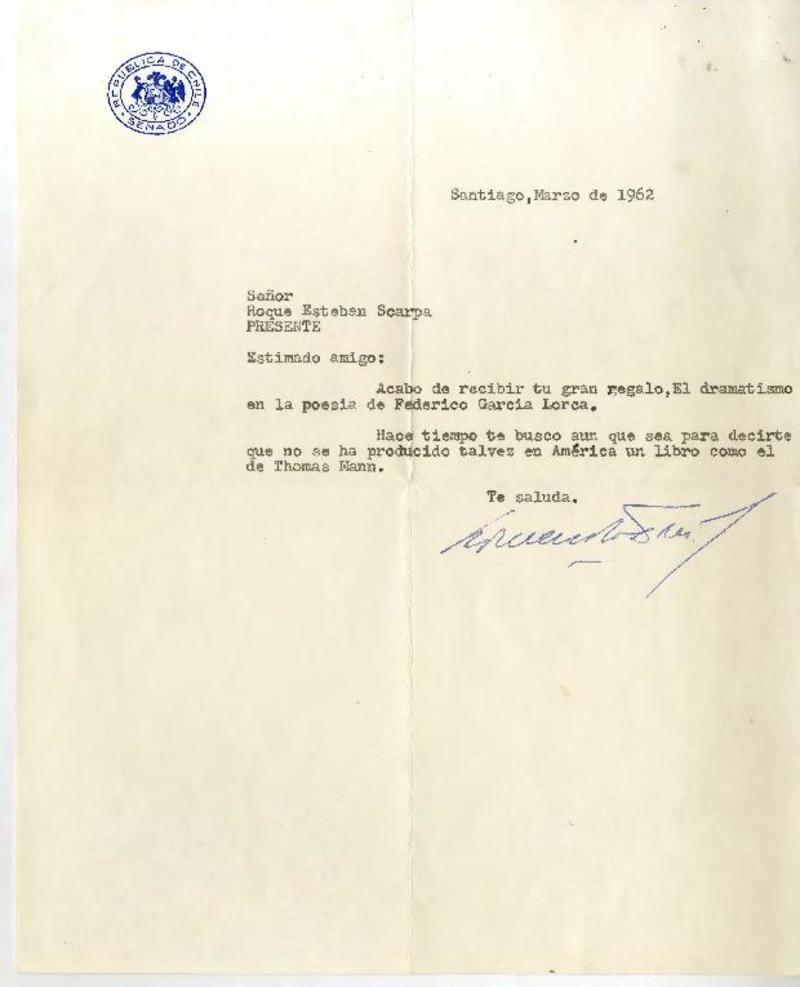 REPUBLICA DE CHILE
SENADO
Santiago,Marzo de 1962
Señor
Roque Esteban Scarpa
PRESENTE
Estimado amigo:
Acabo de recibir tu gran regalo,El dramatismo
en la poesia de Federico García Lorca.
Hace tiempo te busco aun que sea para decirte
que no se ha producido talvez en América un libro como el
de Thomas Mann.
Te saluda.